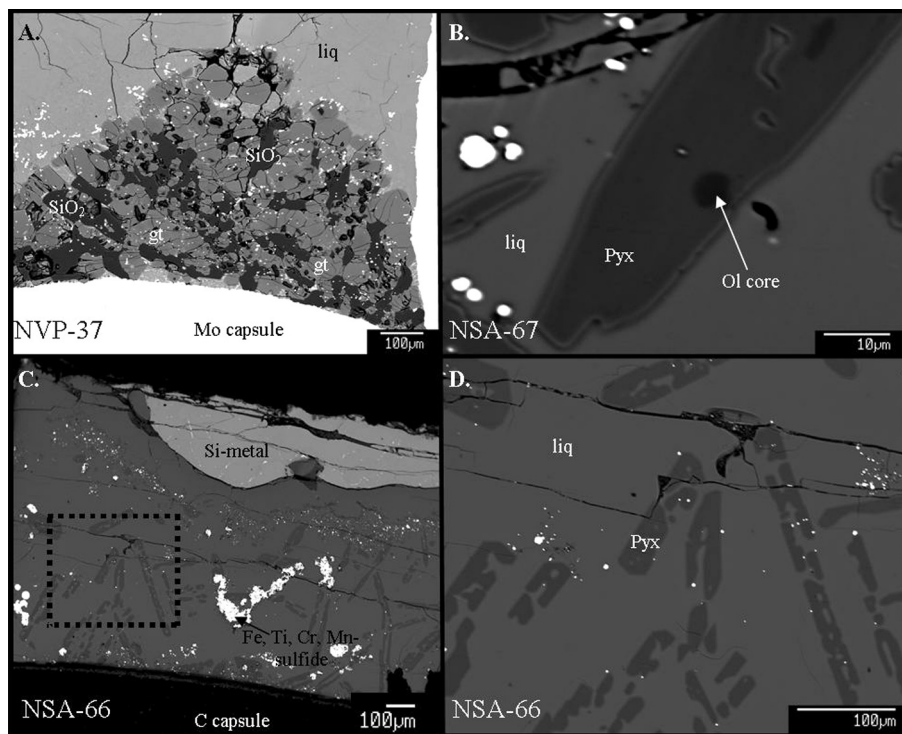 A.
liq
SiO2
SiO2
gt
gt
Mo capsule
NVP-37
100µm
B.
liq
Pyx
Ol core
NSA-67
10µm
C.
Si-metal
Fe, Ti, Cr, Mn-
sulfide
NSA-66
C capsule
100µm
D.
liq
Pyx
NSA-66
100µm